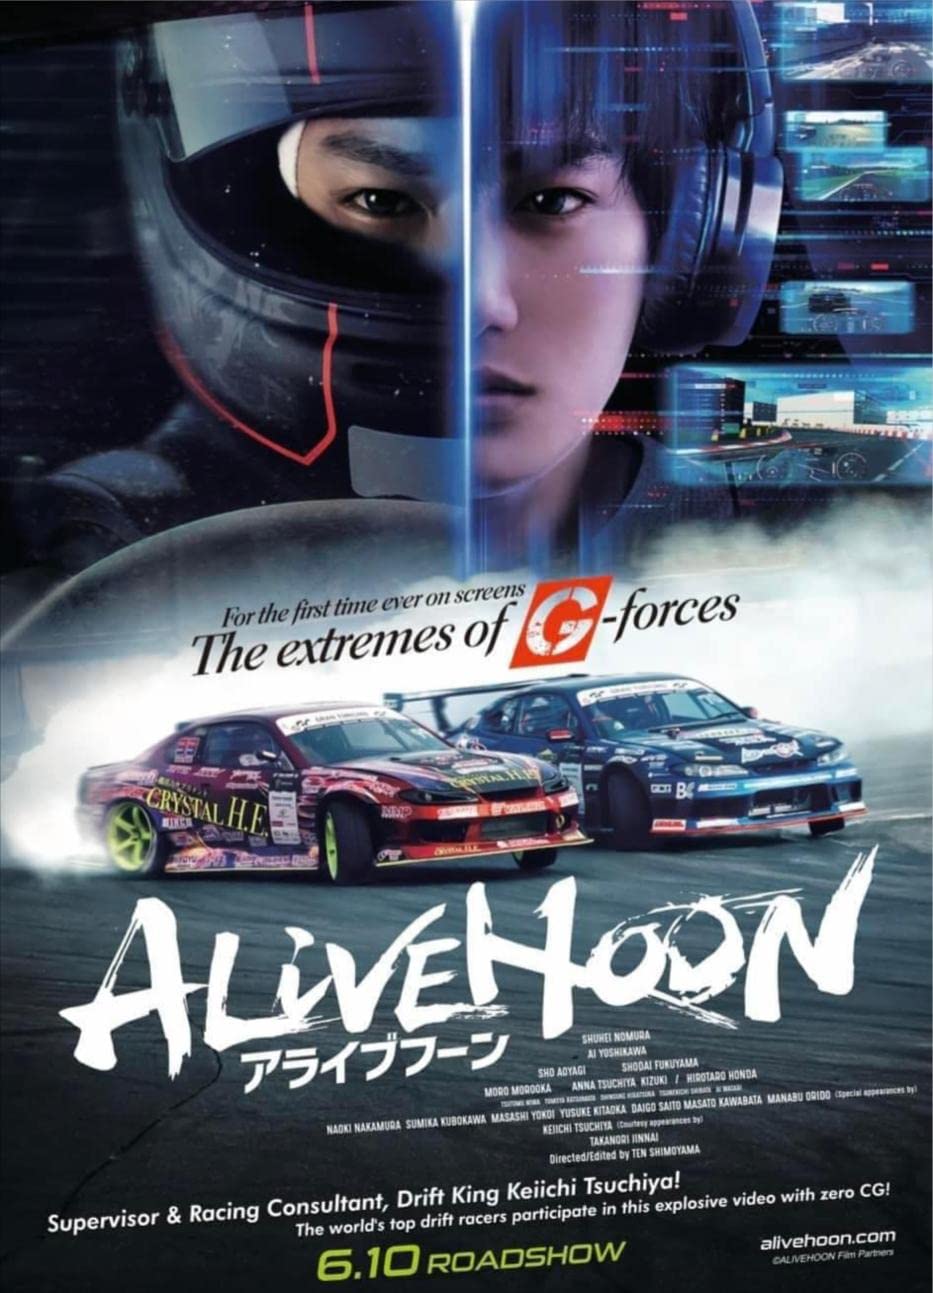 For the first time ever on screens
The extremes of G-forces
GRAN TURISMO
CRYSTAL H.E.
CRYSTAL H.E.
ALiVEHOON
アライブフーン
SHUHEI NOMURA
AI YOSHIKAWA
SHO AOYAGI SHODAI FUKUYAMA
MORO MOROOKA ANNA TSUCHIYA KIZUKI / HIROTARO HONDA
NAOKI NAKAMURA SUMIKA KUBOKAWA MASASHI YOKOI YUSUKE KITAOKA DAIGO SAITO MASATO KAWABATA MANABU ORIDO (Special appearances by)
KEIICHI TSUCHIYA (Courtesy appearances by)
TAKANORI JINNAI
Directed/Edited by TEN SHIMOYAMA
Supervisor & Racing Consultant, Drift King Keiichi Tsuchiya!
The world's top drift racers participate in this explosive video with zero CG!
6.10 ROADSHOW
alivehoon.com
©ALIVEHOON Film Partners